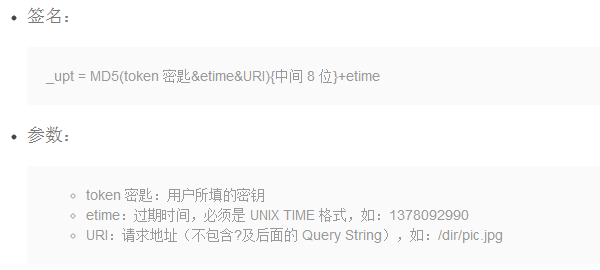 签名：
_upt = MD5(token 密匙&etime&URI){中间 8 位}+etime
参数：
token 密匙：用户所填的密钥
etime：过期时间，必须是 UNIX TIME 格式，如：1378092990
URI：请求地址（不包含?及后面的 Query String），如：/dir/pic.jpg